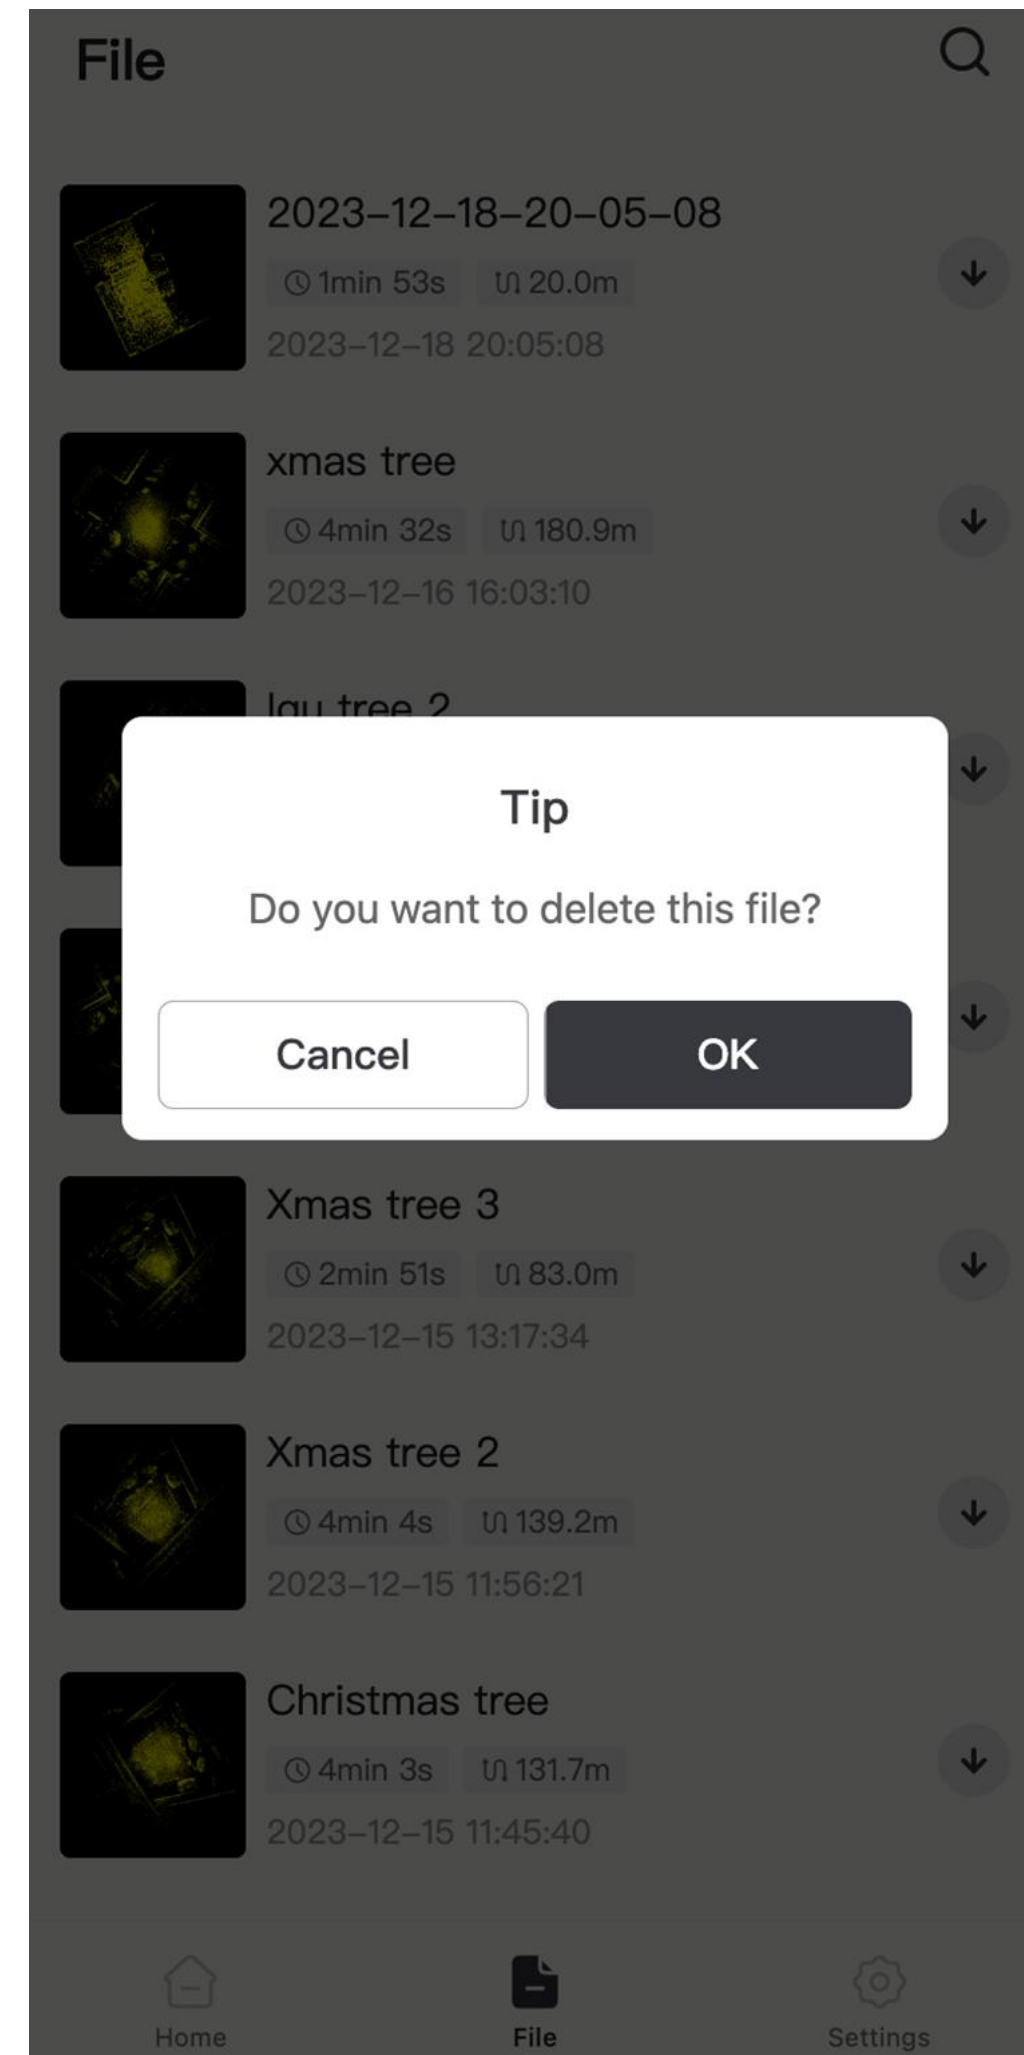 File
2023–12–18–20–05–08
1min 53s 20.0m
2023–12–18 20:05:08
xmas tree
4min 32s 180.9m
2023–12–16 16:03:10
tree 2
Tip
Do you want to delete this file?
Cancel OK
Xmas tree 3
2min 51s 83.0m
2023–12–15 13:17:34
Xmas tree 2
4min 4s 139.2m
2023–12–15 11:56:21
Christmas tree
4min 3s 131.7m
2023–12–15 11:45:40
Home File Settings